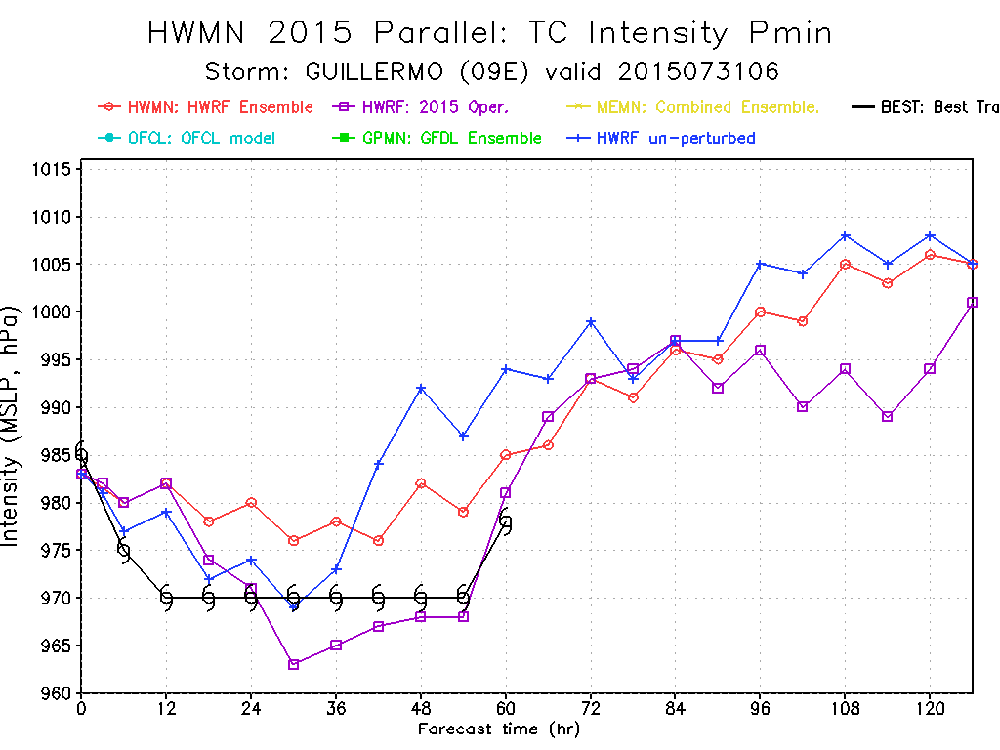 HWMN 2015 Parallel: TC Intensity Pmin
Storm: GUILLERMO (09E) valid 2015073106
HWMN: HWRF Ensemble HWRF: 2015 Oper. MEMN: Combined Ensemble. BEST: Best Tra
OFCL: OFCL model GPMN: GFDL Ensemble HWRF un-perturbed
Intensity (MSLP, hPa)
1015
1010
1005
1000
995
990
985
980
975
970
965
960
0 12 24 36 48 60 72 84 96 108 120
Forecast time (hr)